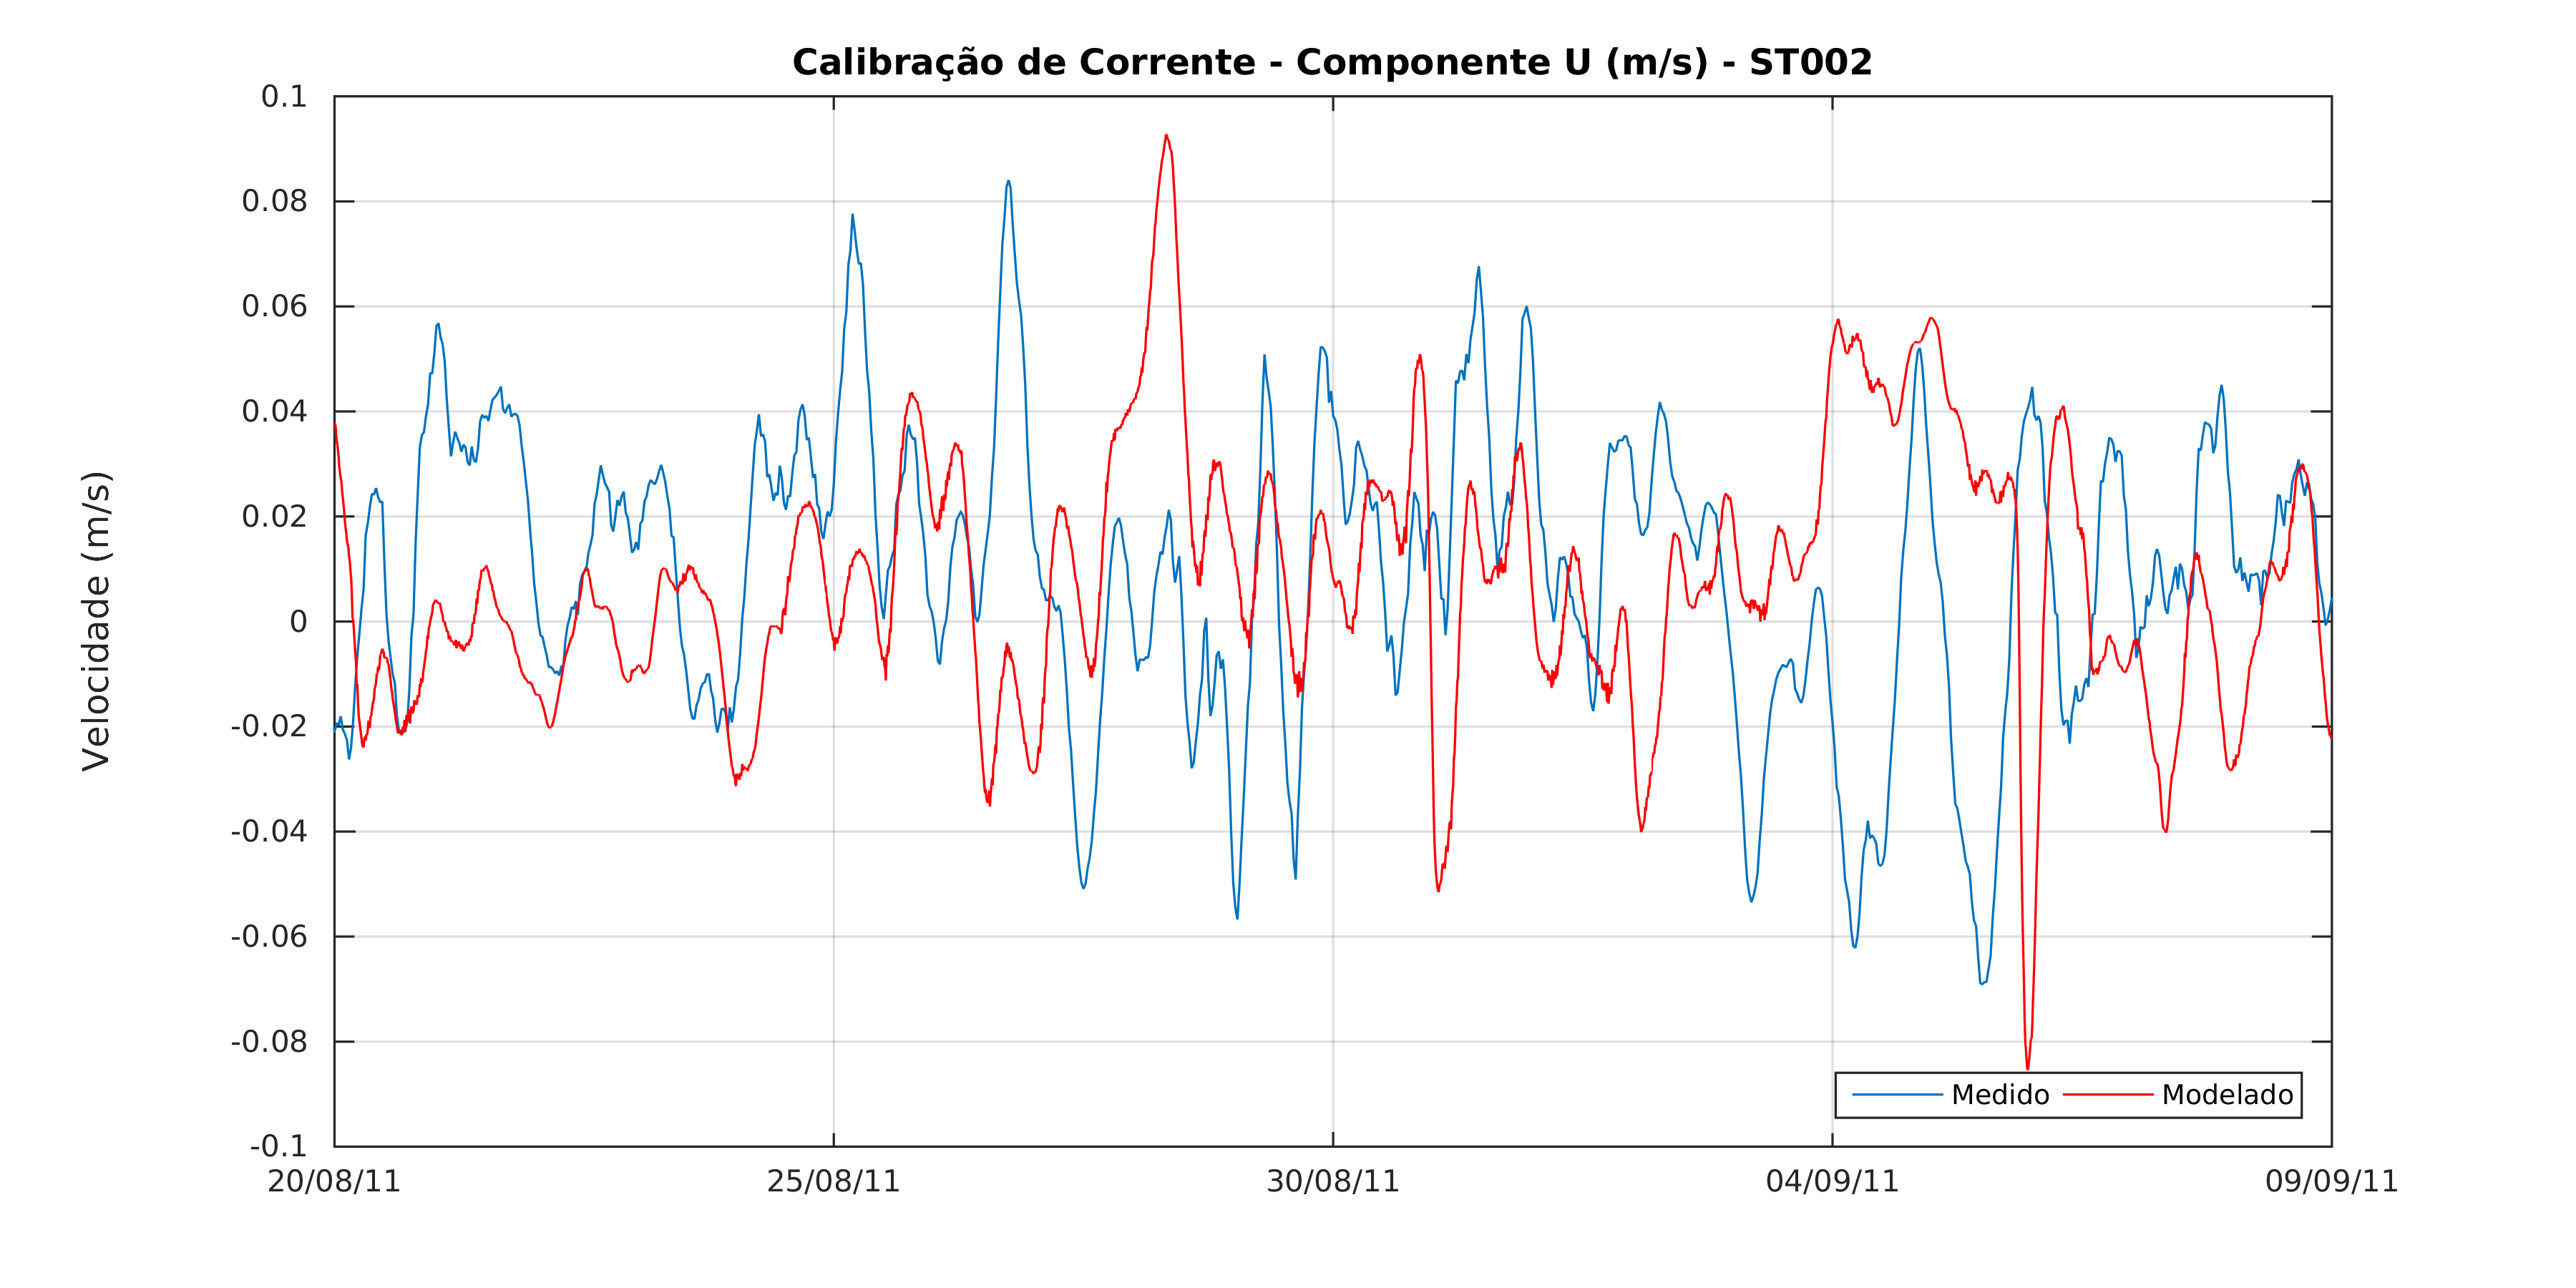 Calibração de Corrente - Componente U (m/s) - ST002
Velocidade (m/s)
0.1
0.08
0.06
0.04
0.02
0
-0.02
-0.04
-0.06
-0.08
-0.1
20/08/11 25/08/11 30/08/11 04/09/11 09/09/11
Medido Modelado